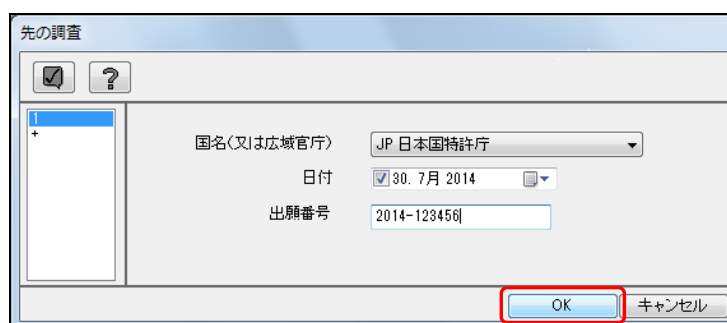 先の調査
?
1
+
国名(又は広域官庁)
JP 日本国特許庁
日付
30. 7月 2014
出願番号
2014-123456
OK
キャンセル